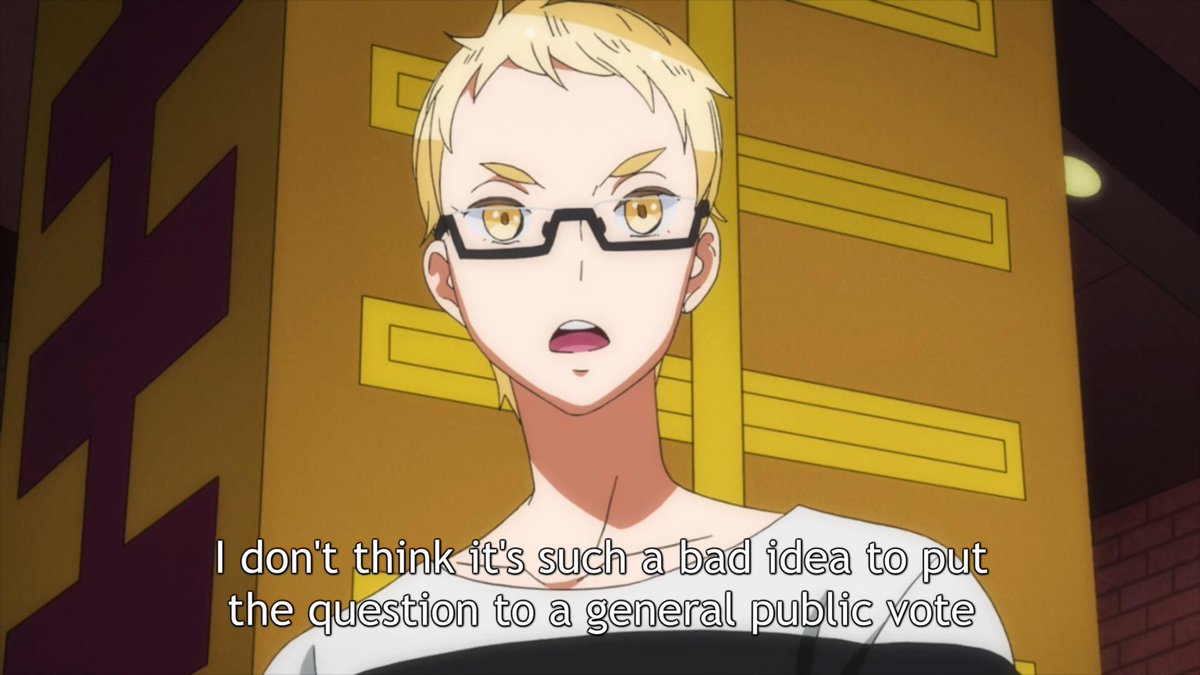 I don't think it's such a bad idea to put
the question to a general public vote